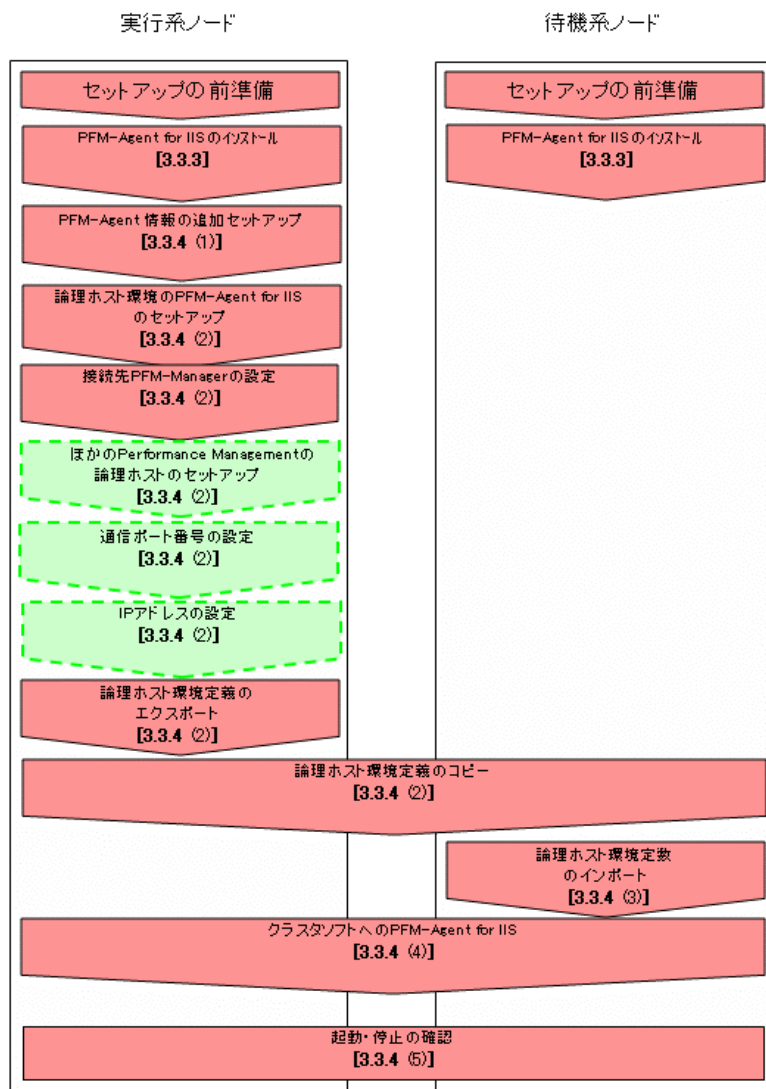 実行系ノード
待機系ノード
セットアップの前準備
セットアップの前準備
PFM-Agent for IISのインストール
[3.3.3]
PFM-Agent for IISのインストール
[3.3.3]
PFM-Agent 情報の追加セットアップ
[3.3.4 (1)]
論理ホスト環境のPFM-Agent for IIS
のセットアップ
[3.3.4 (2)]
接続先PFM-Managerの設定
[3.3.4 (2)]
ほかのPerformance Managementの
論理ホストのセットアップ
[3.3.4 (2)]
通信ポート番号の設定
[3.3.4 (2)]
IPアドレスの設定
[3.3.4 (2)]
論理ホスト環境定義の
エクスポート
[3.3.4 (2)]
論理ホスト環境定義のコピー
[3.3.4 (2)]
論理ホスト環境定数
のインポート
[3.3.4 (3)]
クラスタソフトへのPFM-Agent for IIS
[3.3.4 (4)]
起動・停止の確認
[3.3.4 (5)]